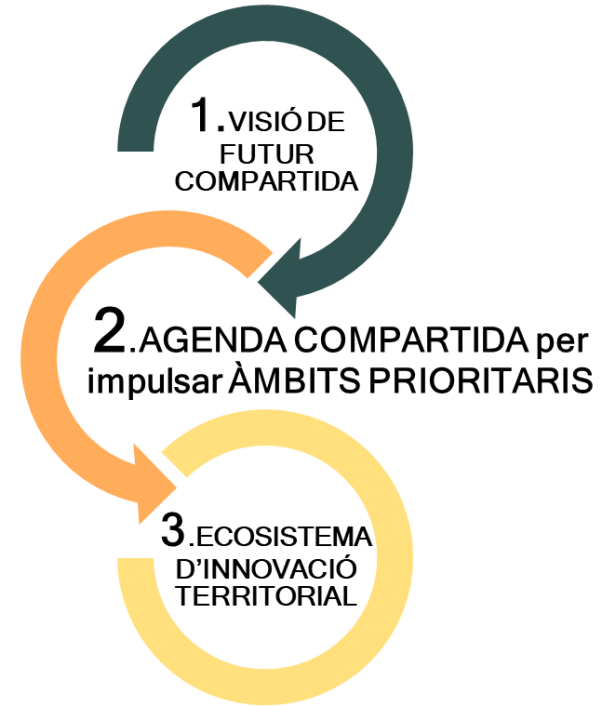 1.VISIÓ DE
FUTUR
COMPARTIDA
2.AGENDA COMPARTIDA per
impulsar ÀMBITS PRIORITARIS
3.ECOSISTEMA
D'INNOVACIÓ
TERRITORIAL